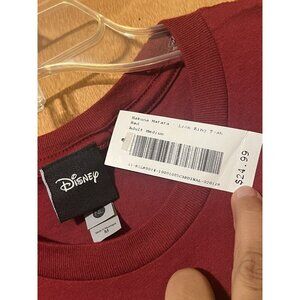 Hakuna Matata - Lion King T-sh
Red
Adult Medium
$24.99
Disney
M